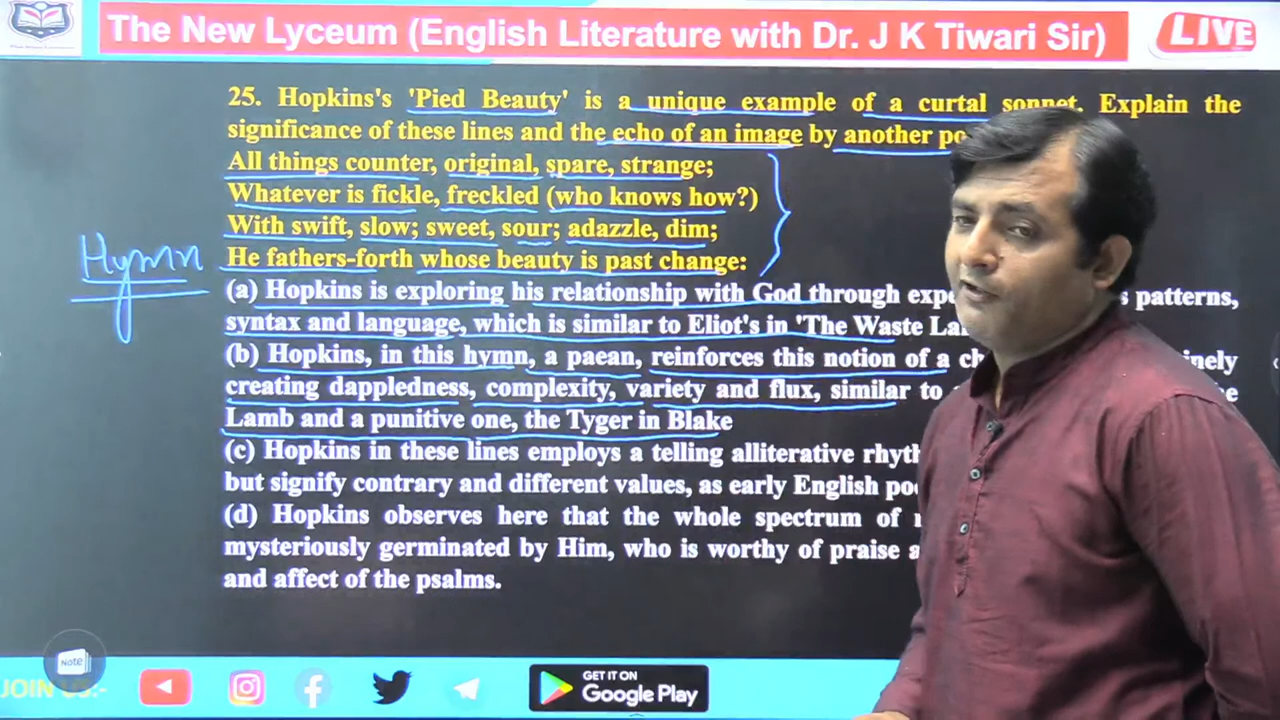 The New Lyceum (English Literature with Dr. J K Tiwari Sir)
LIVE
25. Hopkins's 'Pied Beauty' is a unique example of a curtal sonnet. Explain the
significance of these lines and the echo of an image by another
All things counter, original, spare, strange;
Whatever is fickle, freckled (who knows how?)
With swift, slow; sweet, sour; adazzle, dim;
Hymn
He fathers-forth whose beauty is past change:
(a) Hopkins is exploring his relationship with God through patterns,
syntax and language, which is similar to Eliot's in 'The Waste
(b) Hopkins, in this hymn, a paean, reinforces this notion of a
creating dappledness, complexity, variety and flux, similar to
Lamb and a punitive one, the Tyger in Blake
(c) Hopkins in these lines employs a telling alliterative
but signify contrary and different values, as early English
(d) Hopkins observes here that the whole spectrum of
mysteriously germinated by Him, who is worthy of praise
and affect of the psalms.
Note
JOIN US:-
GET IT ON
Google Play